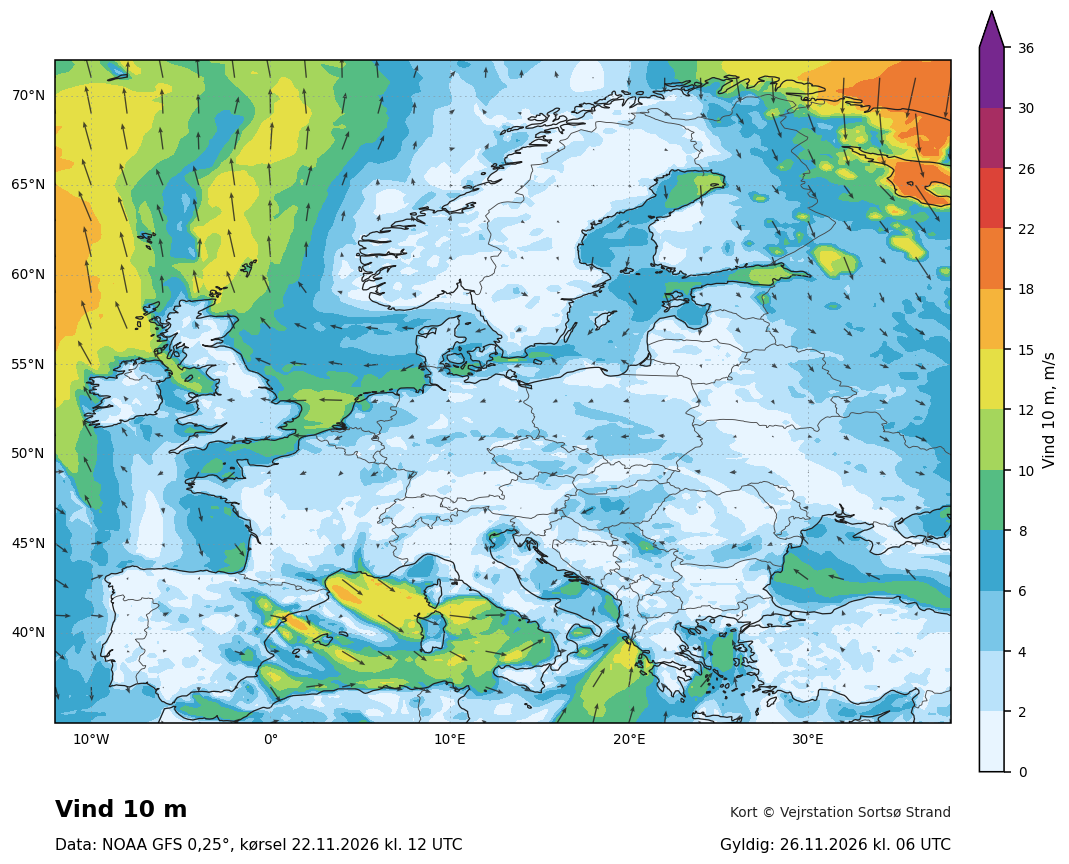 36
30
26
22
18
15
12
10
8
6
4
2
0
Vind 10 m, m/s
70°N
65°N
60°N
55°N
50°N
45°N
40°N
10°W
0°
10°E
20°E
30°E
Vind 10 m
Kort © Vejrstation Sortsø Strand
Data: NOAA GFS 0,25°, kørsel 22.11.2026 kl. 12 UTC
Gyldig: 26.11.2026 kl. 06 UTC